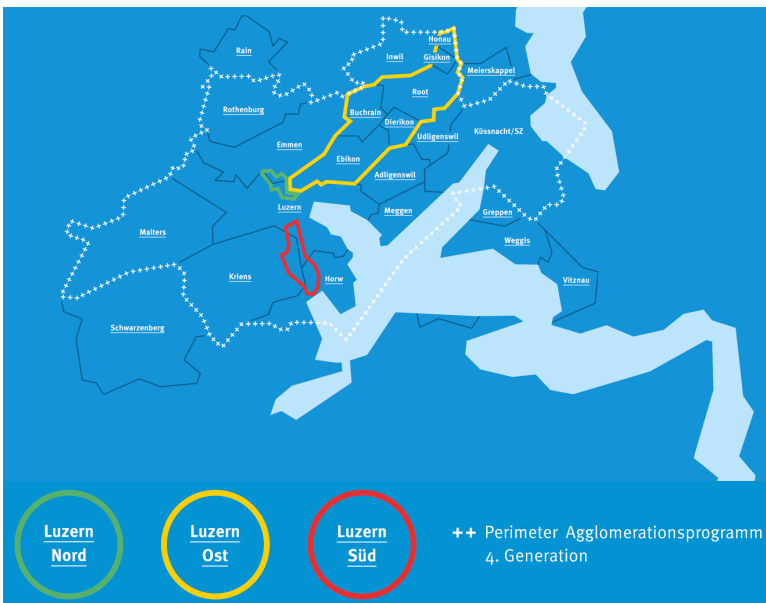 Honau
Rain
Inwil
Gisikon
Meierskappel
Root
Rothenburg
Buchrain
Dierikon
Küssnacht/SZ
Udligenswil
Emmen
Ebikon
Adligenswil
Luzern
Meggen
Greppen
Malters
Weggis
Kriens
Horw
Vitznau
Schwarzenberg
Luzern
Nord
Luzern
Ost
Luzern
Süd
++ Perimeter Agglomerationsprogramm
4. Generation